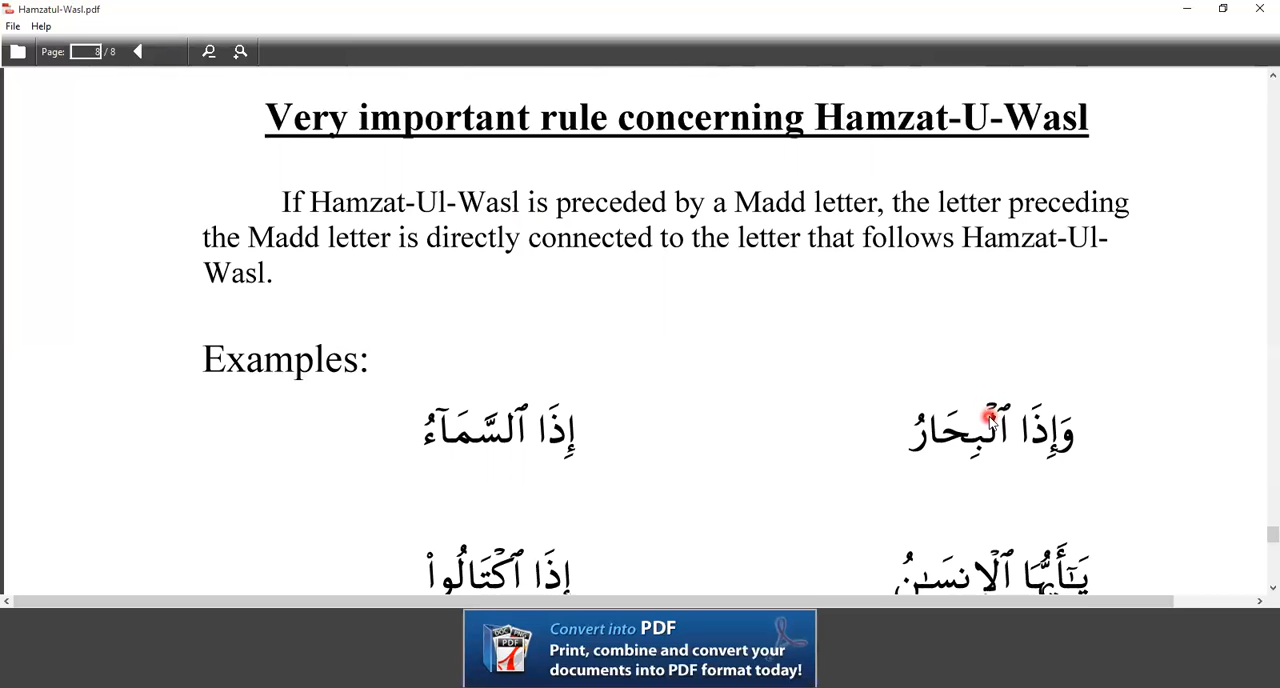 Hamzatul-Wasl.pdf
File Help
Page: 8 / 8
Very important rule concerning Hamzat-U-Wasl
If Hamzat-Ul-Wasl is preceded by a Madd letter, the letter preceding
the Madd letter is directly connected to the letter that follows Hamzat-Ul-
Wasl.
Examples:
وَإِذَا ٱلْبِحَارُ
إِذَا ٱلسَّمَآءُ
يَـٰٓأَيُّهَا ٱلْإِنسَـٰنُ
إِذَا ٱكْتَالُوا۟
Convert into PDF
Print, combine and convert your
documents into PDF format today!